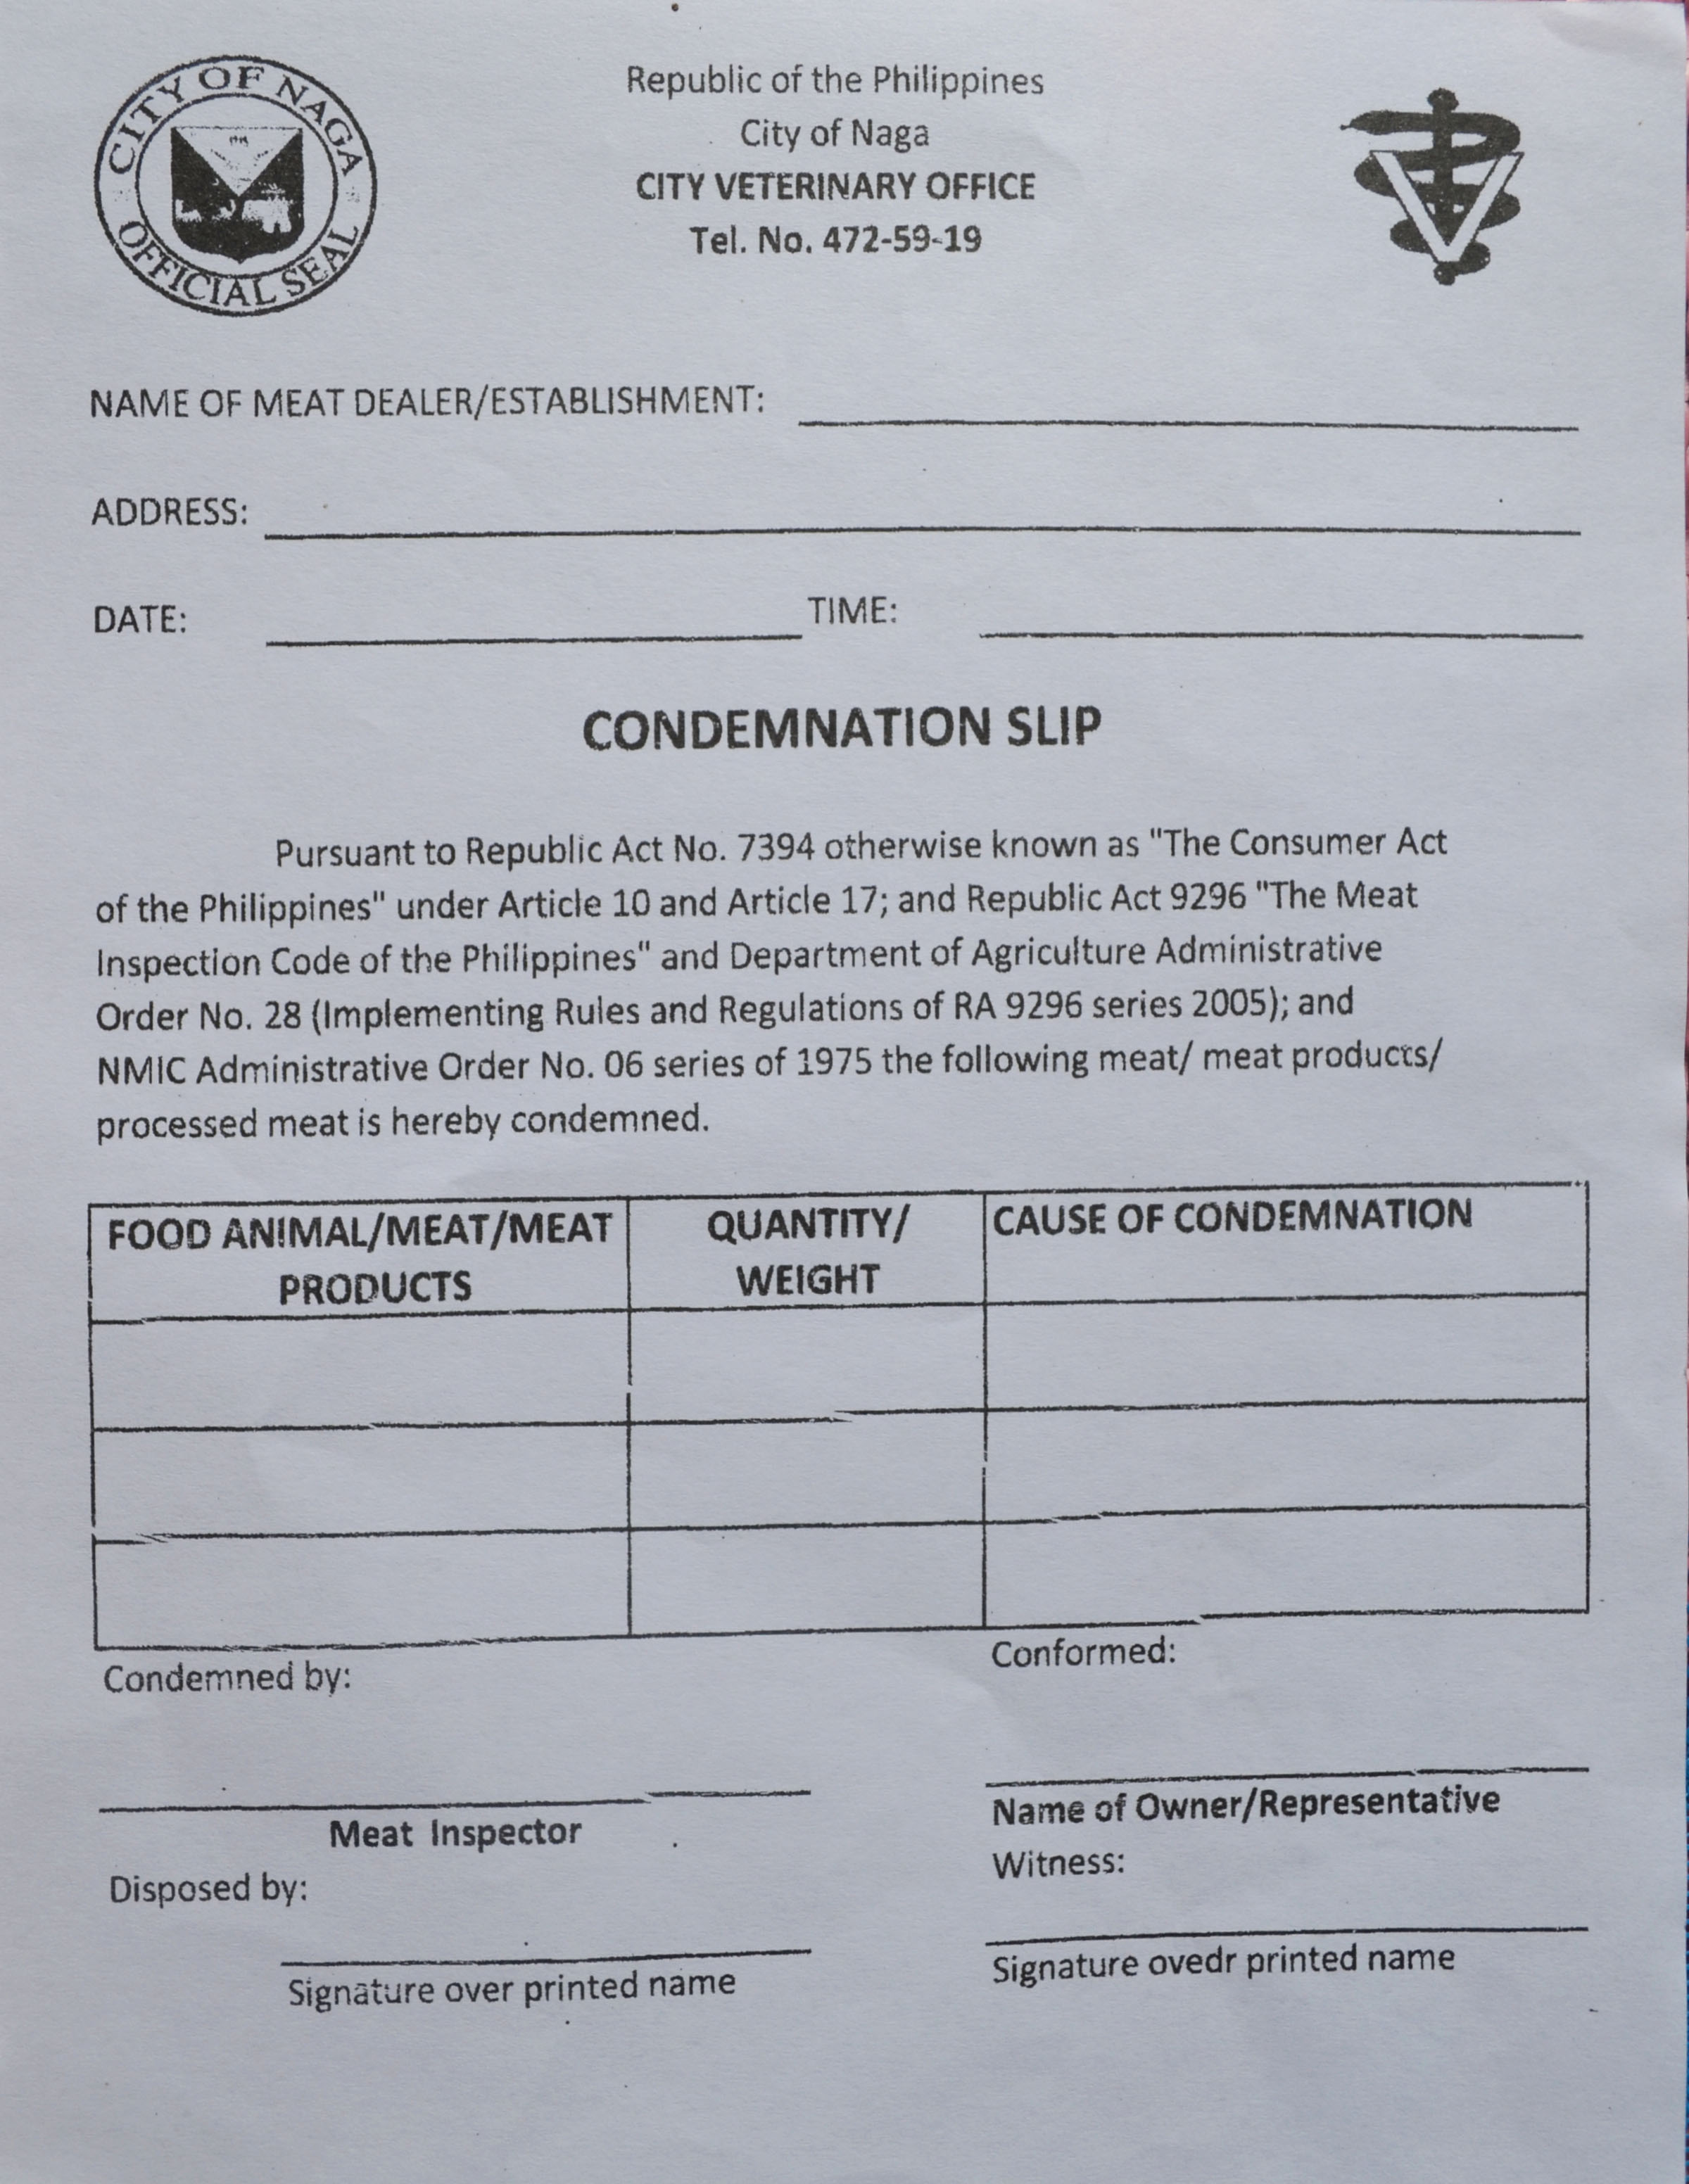 CITY OF NAGA
OFFICIAL SEAL
Republic of the Philippines
City of Naga
CITY VETERINARY OFFICE
Tel. No. 472-59-19
V
NAME OF MEAT DEALER/ESTABLISHMENT:
ADDRESS:
DATE: TIME:
CONDEMNATION SLIP
Pursuant to Republic Act No. 7394 otherwise known as "The Consumer Act
of the Philippines" under Article 10 and Article 17; and Republic Act 9296 "The Meat
Inspection Code of the Philippines" and Department of Agriculture Administrative
Order No. 28 (Implementing Rules and Regulations of RA 9296 series 2005); and
NMIC Administrative Order No. 06 series of 1975 the following meat/ meat products/
processed meat is hereby condemned.
FOOD ANIMAL/MEAT/MEAT
PRODUCTS
QUANTITY/
WEIGHT
CAUSE OF CONDEMNATION
Condemned by:
Conformed:
Meat Inspector
Name of Owner/Representative
Disposed by:
Witness:
Signature over printed name
Signature ovedr printed name